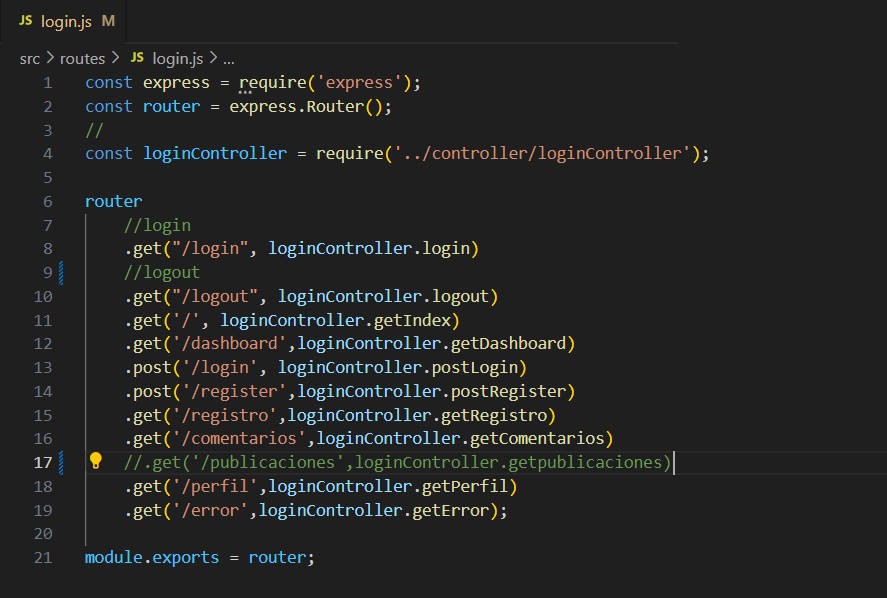 JS login.js M
src > routes > JS login.js > ...
1 const express = require('express');
2 const router = express.Router();
3 //
4 const loginController = require('../controller/loginController');
5
6 router
7 //login
8 .get("/login", loginController.login)
9 //logout
10 .get("/logout", loginController.logout)
11 .get('/', loginController.getIndex)
12 .get('/dashboard',loginController.getDashboard)
13 .post('/login', loginController.postLogin)
14 .post('/register',loginController.postRegister)
15 .get('/registro',loginController.getRegistro)
16 .get('/comentarios',loginController.getComentarios)
17 //.get('/publicaciones',loginController.getpublicaciones)
18 .get('/perfil',loginController.getPerfil)
19 .get('/error',loginController.getError);
20
21 module.exports = router;